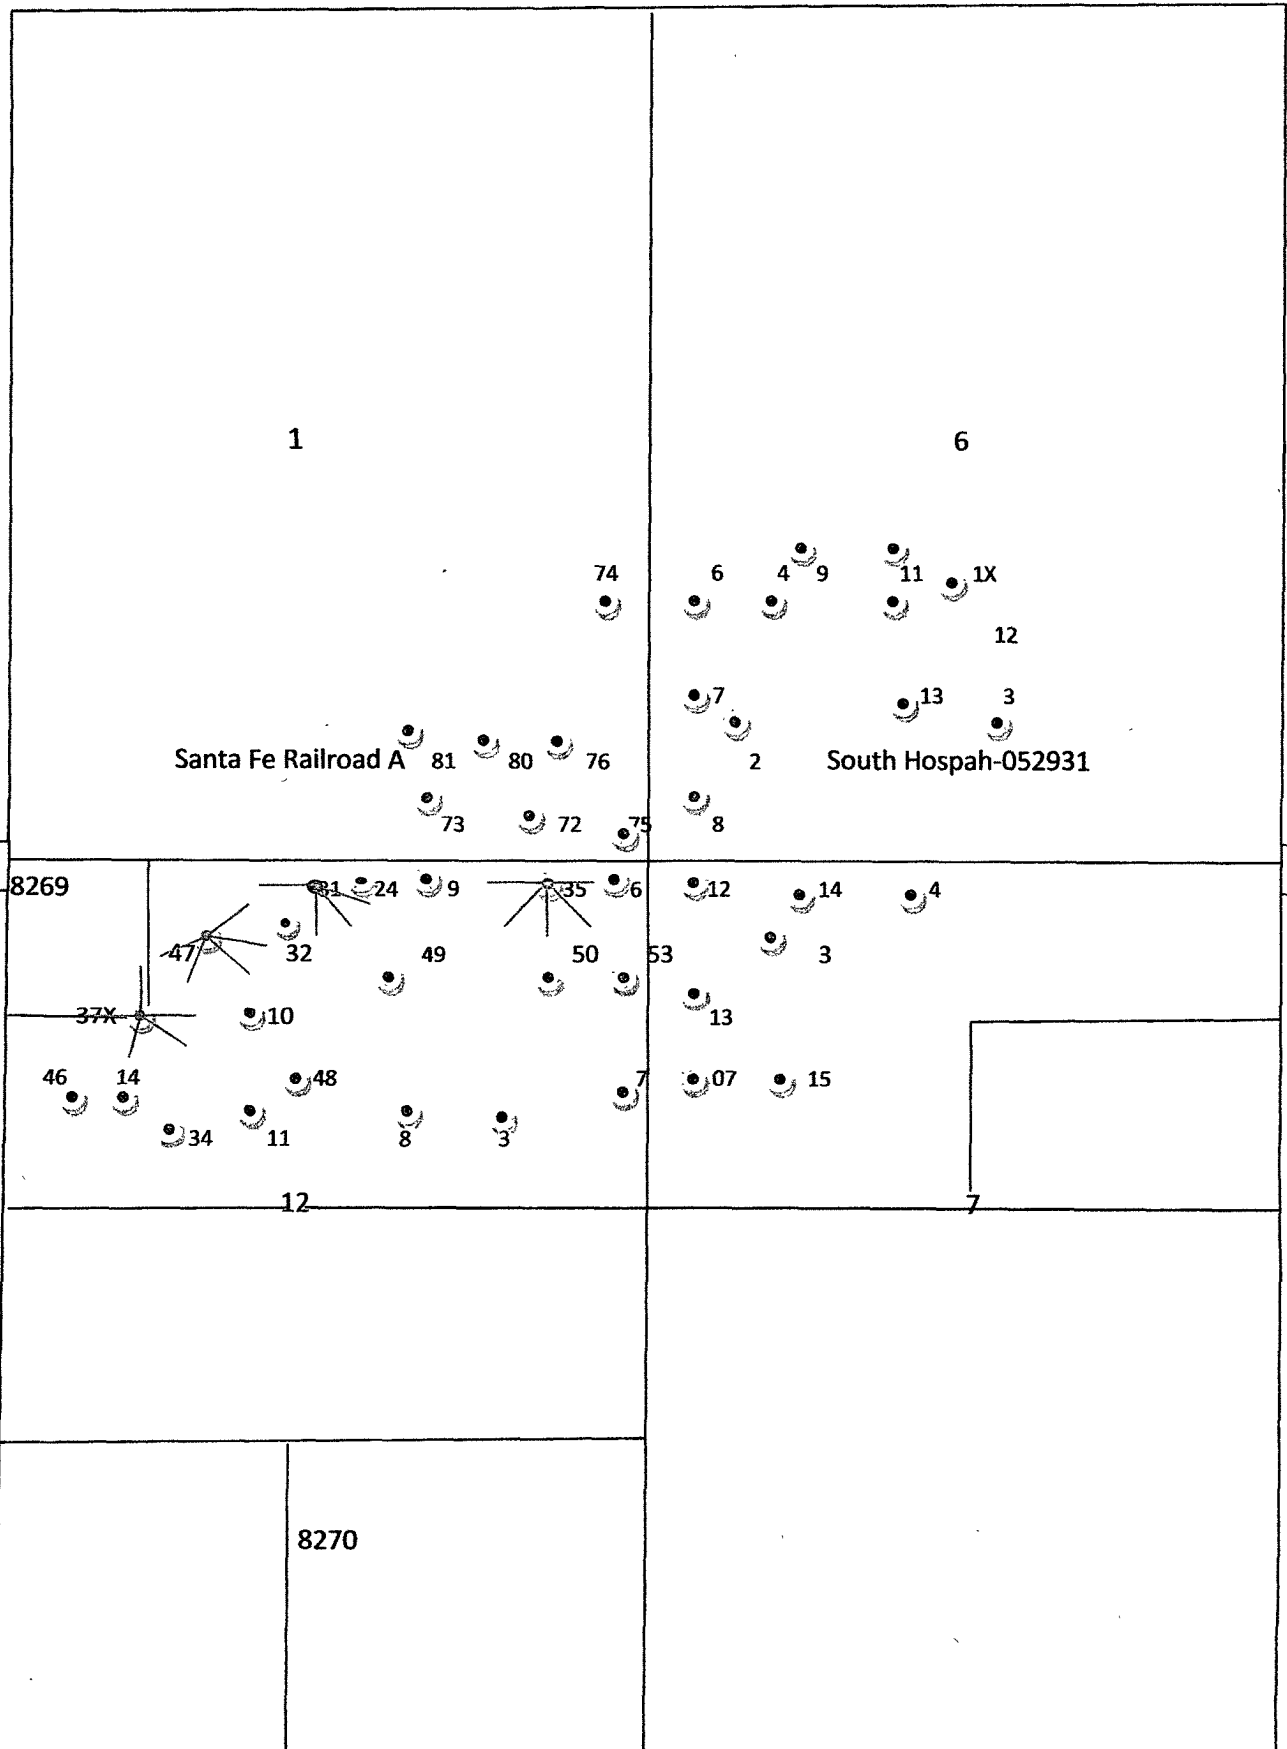 1 6
74 6 4 9 11 1X
12
7 13 3
Santa Fe Railroad A 81 80 76 2 South Hospah-052931
73 72 75 8
8269 31 24 9 35 6 12 14 4
47 32 49 50 53 3
37X 10 13
46 14 48 7 07 15
34 11 8 3
12 7
8270